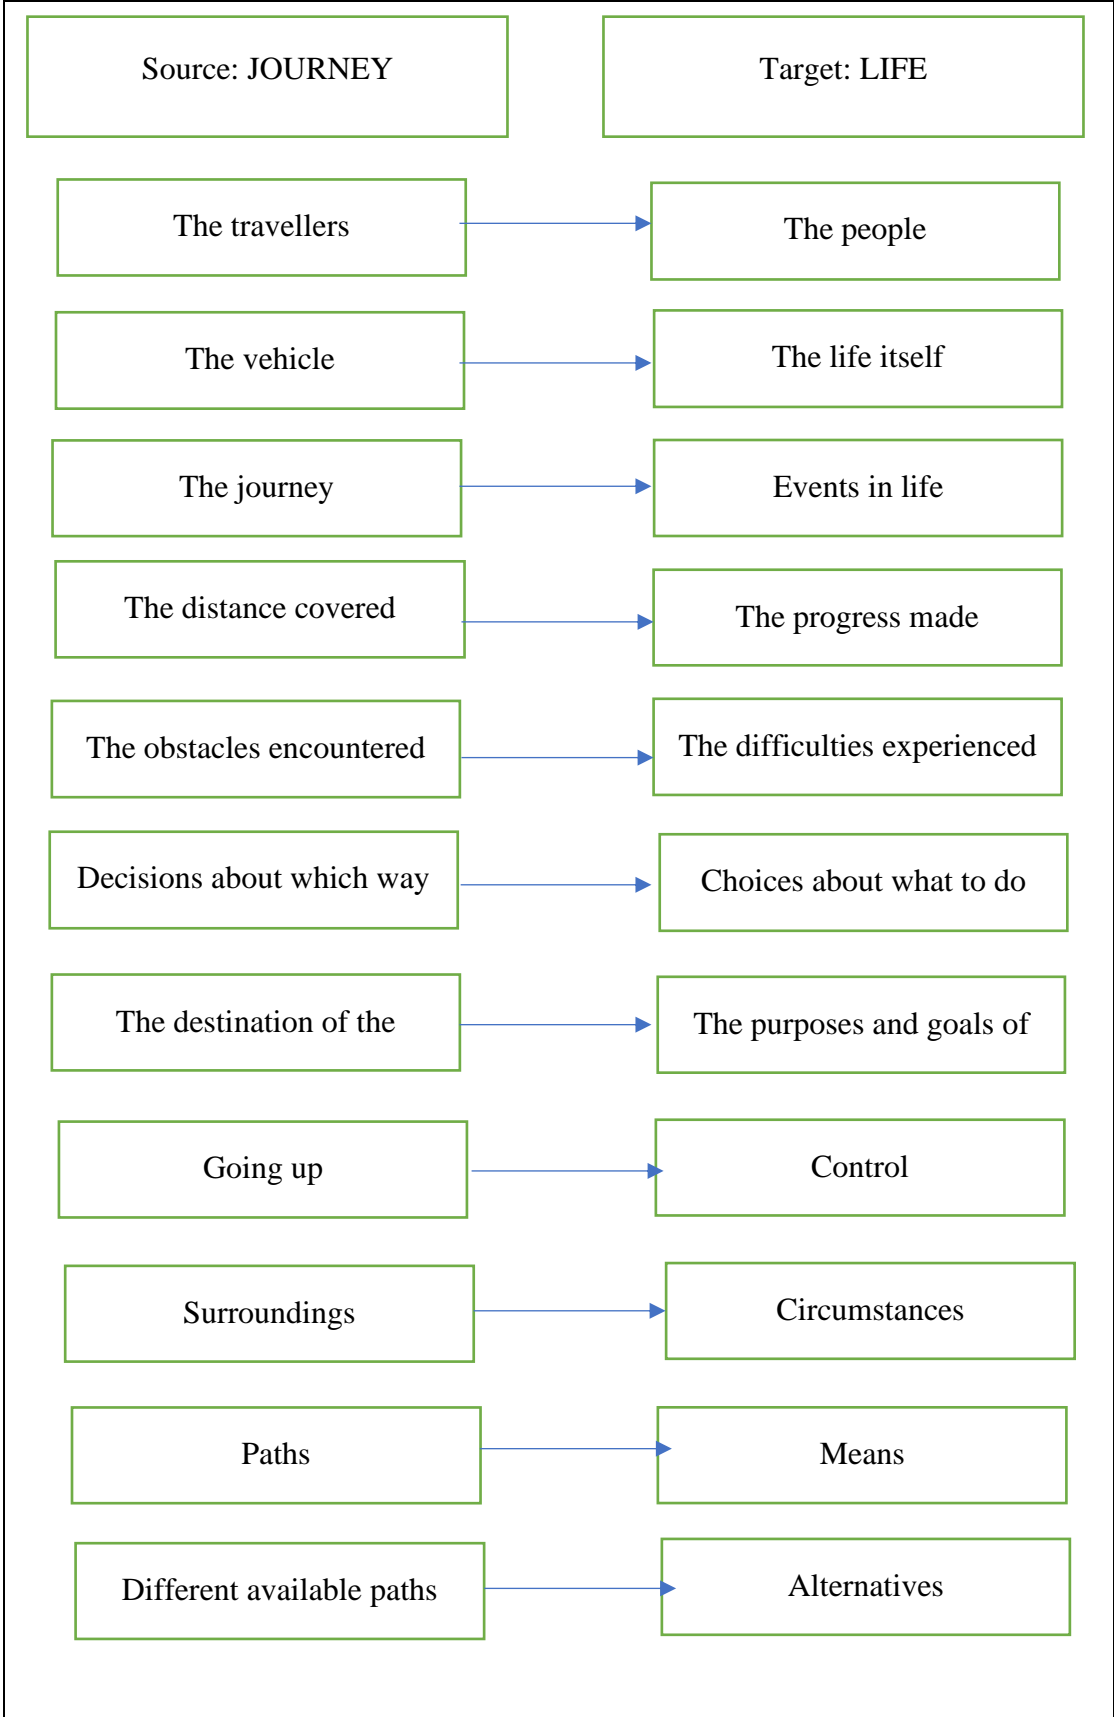 Source: JOURNEY
Target: LIFE
The travellers
The people
The vehicle
The life itself
The journey
Events in life
The distance covered
The progress made
The obstacles encountered
The difficulties experienced
Decisions about which way
Choices about what to do
The destination of the
The purposes and goals of
Going up
Control
Surroundings
Circumstances
Paths
Means
Different available paths
Alternatives